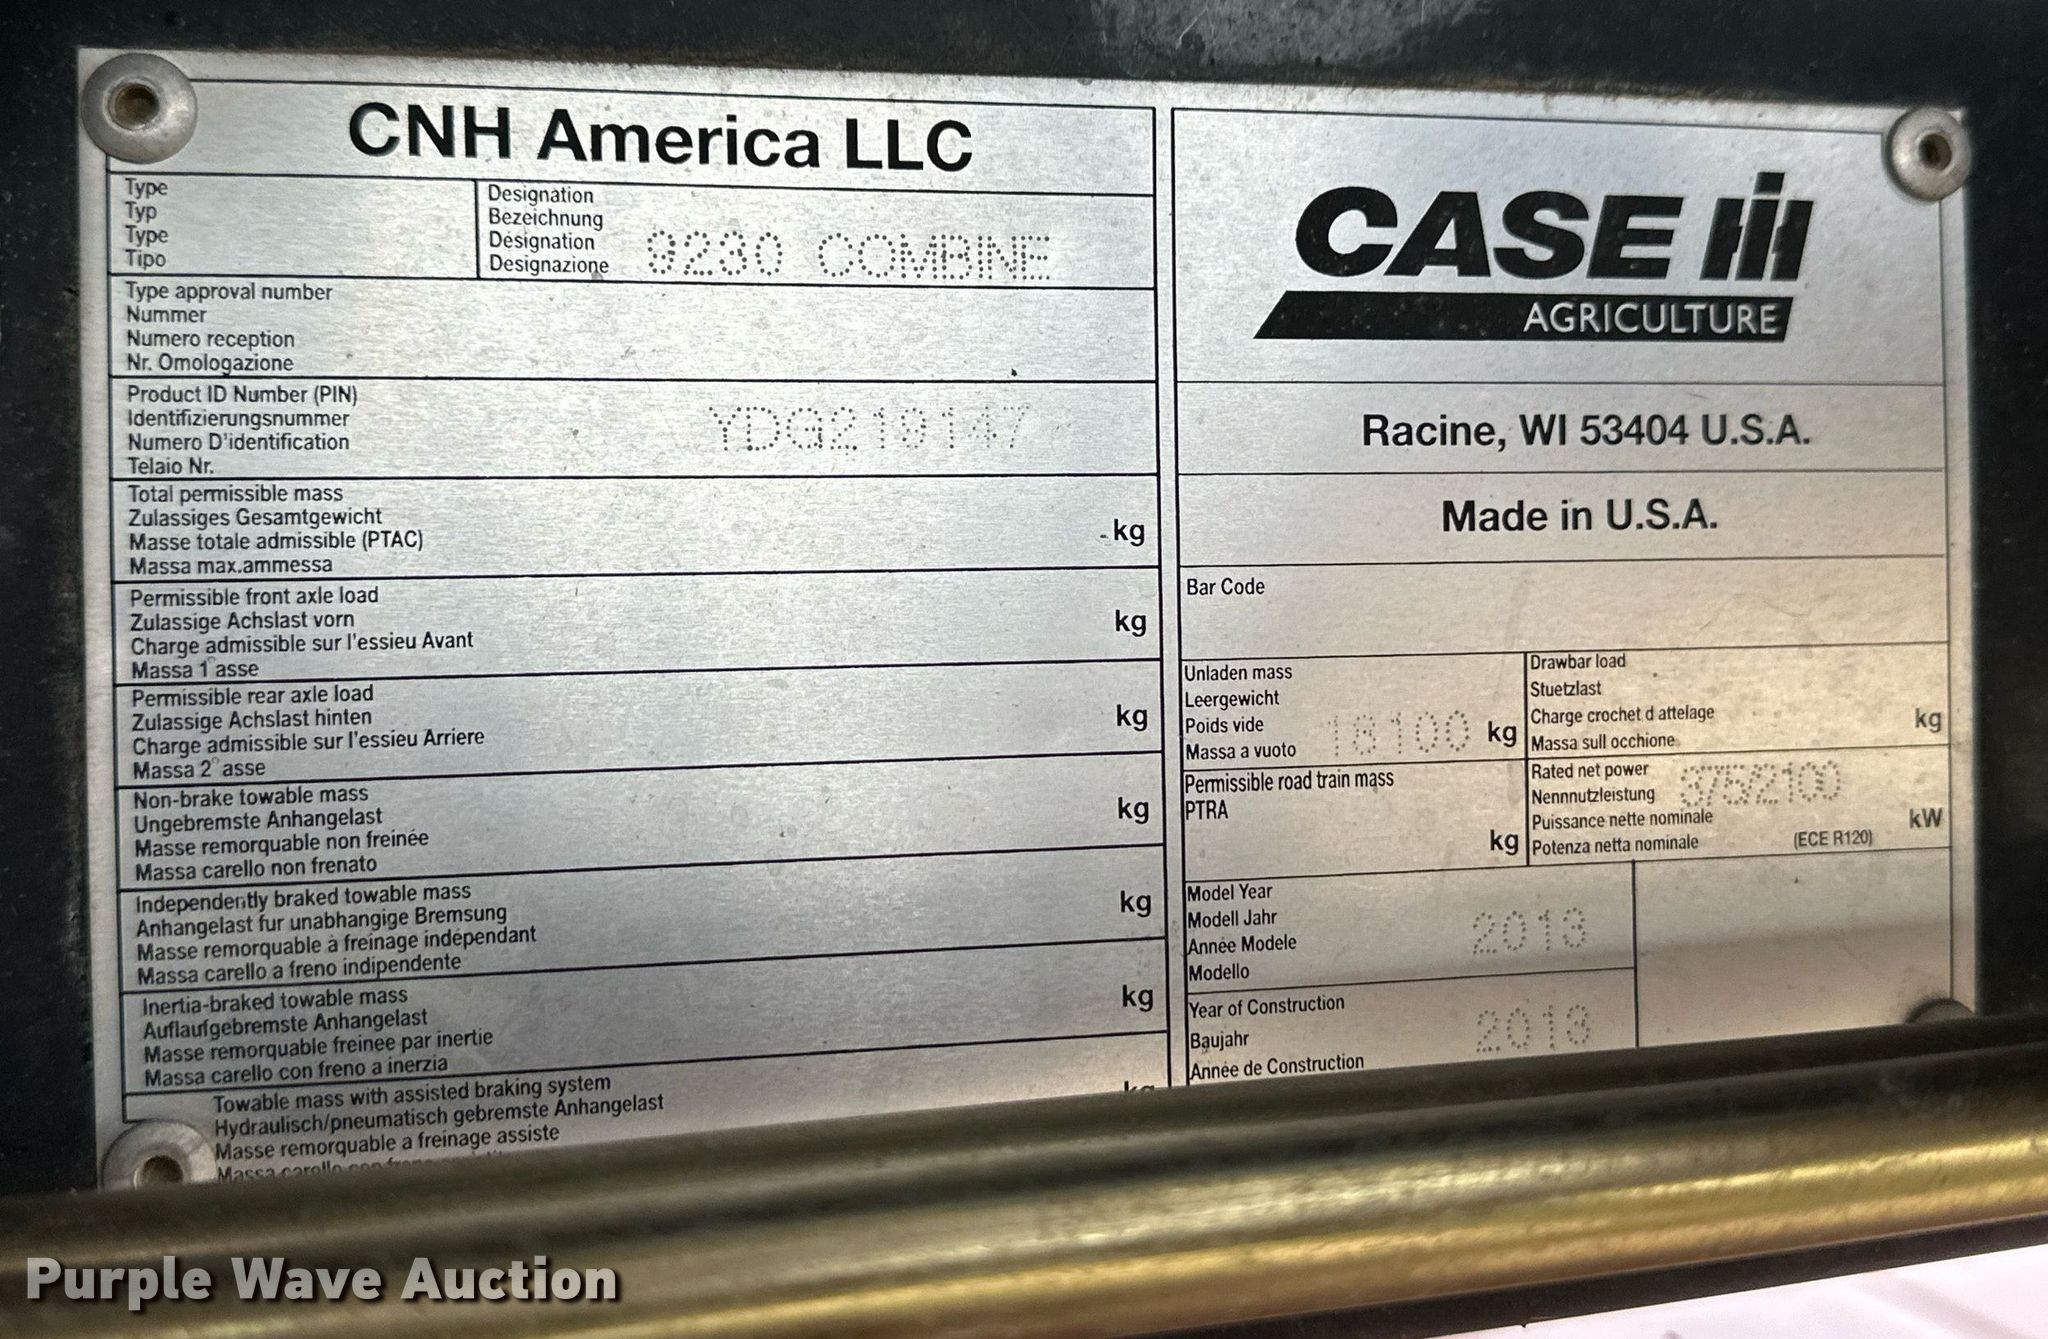 CNH America LLC
Type
Typ
Type
Tipo
Designation
Bezeichnung
Désignation
Designazione
9230 COMBINE
Type approval number
Nummer
Numero reception
Nr. Omologazione
Product ID Number (PIN)
Identifizierungsnummer
Numero D'identification
Telaio Nr.
YDG219147
Total permissible mass
Zulassiges Gesamtgewicht
Masse totale admissible (PTAC)
Massa max.ammessa
kg
Permissible front axle load
Zulassige Achslast vorn
Charge admissible sur l'essieu Avant
Massa 1° asse
kg
Permissible rear axle load
Zulassige Achslast hinten
Charge admissible sur l'essieu Arriere
Massa 2° asse
kg
Non-brake towable mass
Ungebremste Anhangelast
Masse remorquable non freinée
Massa carello non frenato
kg
Independently braked towable mass
Anhangelast fur unabhangige Bremsung
Masse remorquable à freinage indépendant
Massa carello a freno indipendente
kg
Inertia-braked towable mass
Auflaufgebremste Anhangelast
Masse remorquable freinee par inertie
Massa carello con freno a inerzia
kg
Towable mass with assisted braking system
Hydraulisch/pneumatisch gebremste Anhangelast
Masse remorquable a freinage assiste
Massa carello con
kg
CASE IH
AGRICULTURE
Racine, WI 53404 U.S.A.
Made in U.S.A.
Bar Code
Unladen mass
Leergewicht
Poids vide
Massa a vuoto
18100 kg
Drawbar load
Stuetzlast
Charge crochet d attelage
Massa sull occhione
kg
Permissible road train mass
PTRA
kg
Rated net power
Nennnutzleistung
Puissance nette nominale
Potenza netta nominale
(ECE R120)
kW
Model Year
Modell Jahr
Année Modele
Modello
2013
Year of Construction
Baujahr
Année de Construction
2013
Purple Wave Auction